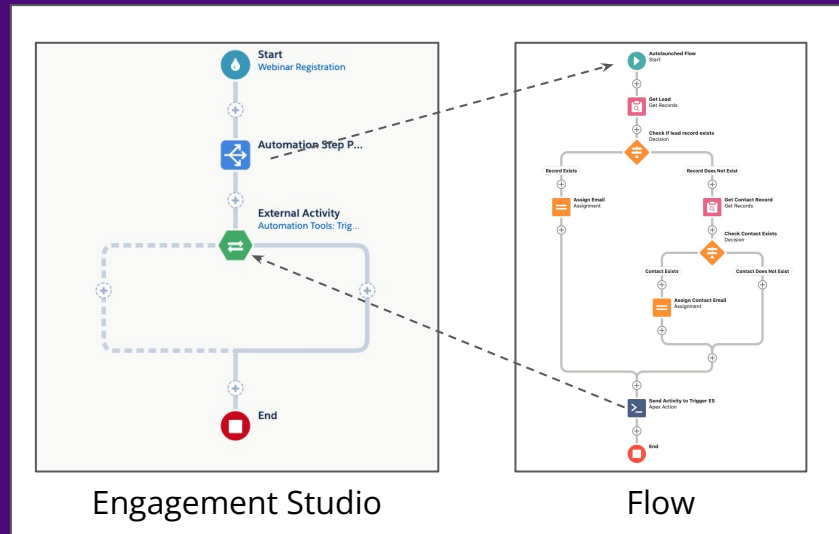 Start
Webinar Registration
Automation Step P...
External Activity
Automation Tools: Trig...
End
Engagement Studio
Autolaunched Flow
Start
Get Lead
Get Records
Check if lead record exists
Decision
Record Exists
Record Does Not Exist
Assign Email
Assignment
Get Contact Record
Get Records
Check Contact Exists
Decision
Contact Exists
Contact Does Not Exist
Assign Contact Email
Assignment
Send Activity to Trigger ES
Apex Action
End
Flow